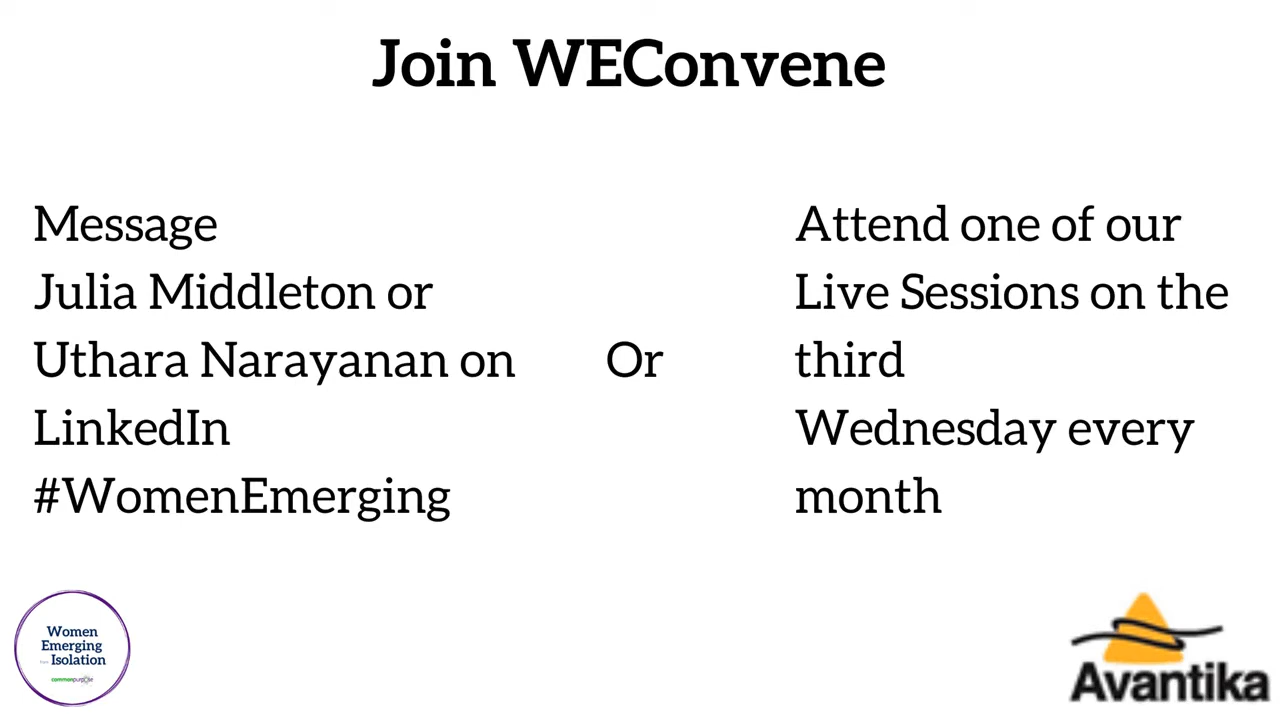 Join WEConvene
Message
Julia Middleton or
Uthara Narayanan on
LinkedIn
#WomenEmerging
Or
Attend one of our
Live Sessions on the
third
Wednesday every
month
Women
Emerging
Isolation
commonpurpose
Avantika